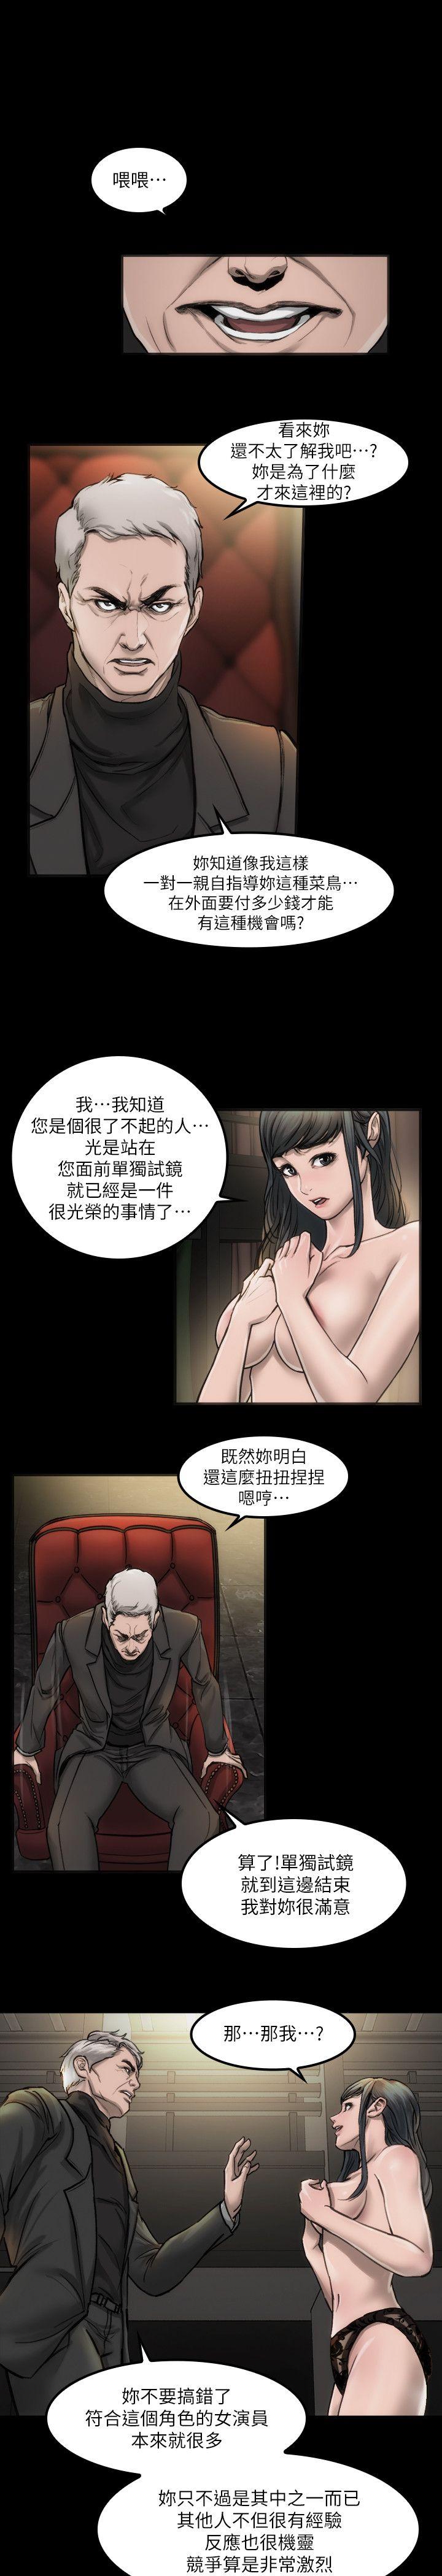 喂喂⋯
看來妳
還不太了解我吧⋯?
妳是為了什麼
才來這裡的?
妳知道像我這樣
一對一親自指導妳這種菜鳥⋯
在外面要付多少錢才能
有這種機會嗎?
我⋯我知道
您是個很了不起的人⋯
光是站在
您面前單獨試鏡
就已經是一件
很光榮的事情了⋯
既然妳明白
還這麼扭扭捏捏
嗯哼⋯
算了!單獨試鏡
就到這邊結束
我對妳很滿意
那⋯那我⋯?
妳不要搞錯了
符合這個角色的女演員
本來就很多
妳只不過是其中之一而已
其他人不但很有經驗
反應也很機靈
競爭算是非常激烈